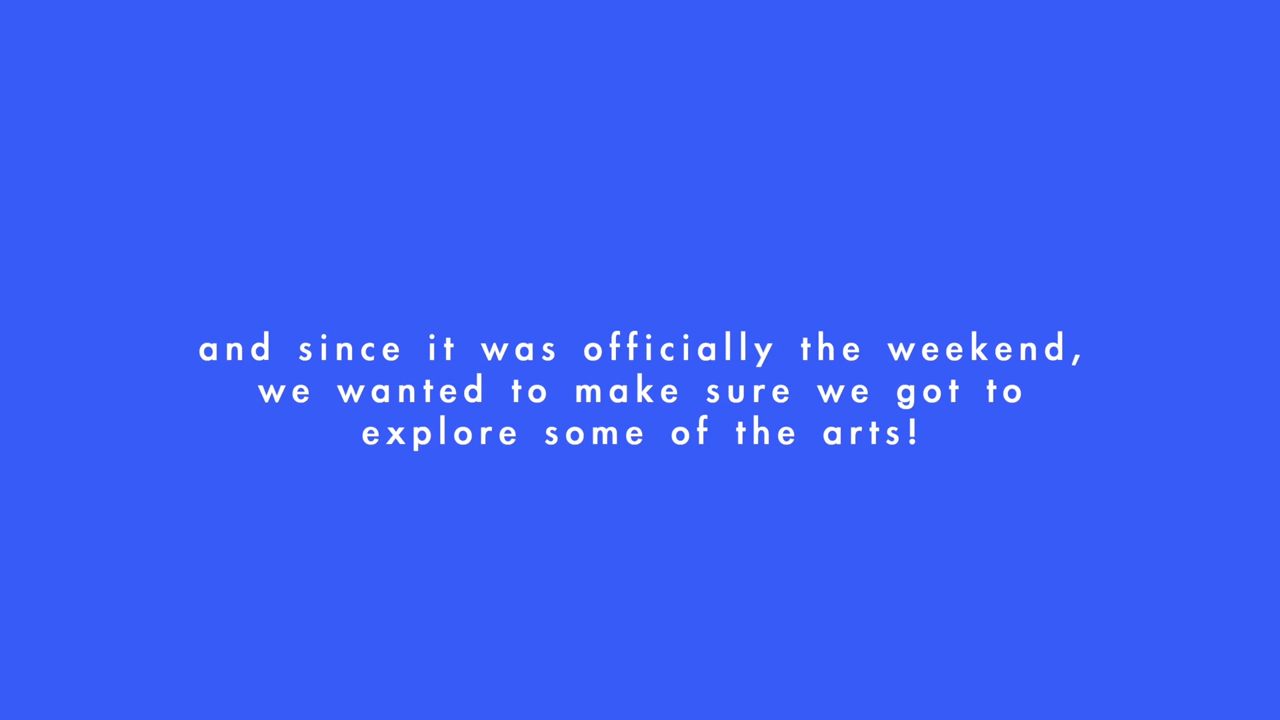 and since it was officially the weekend,
we wanted to make sure we got to
explore some of the arts!